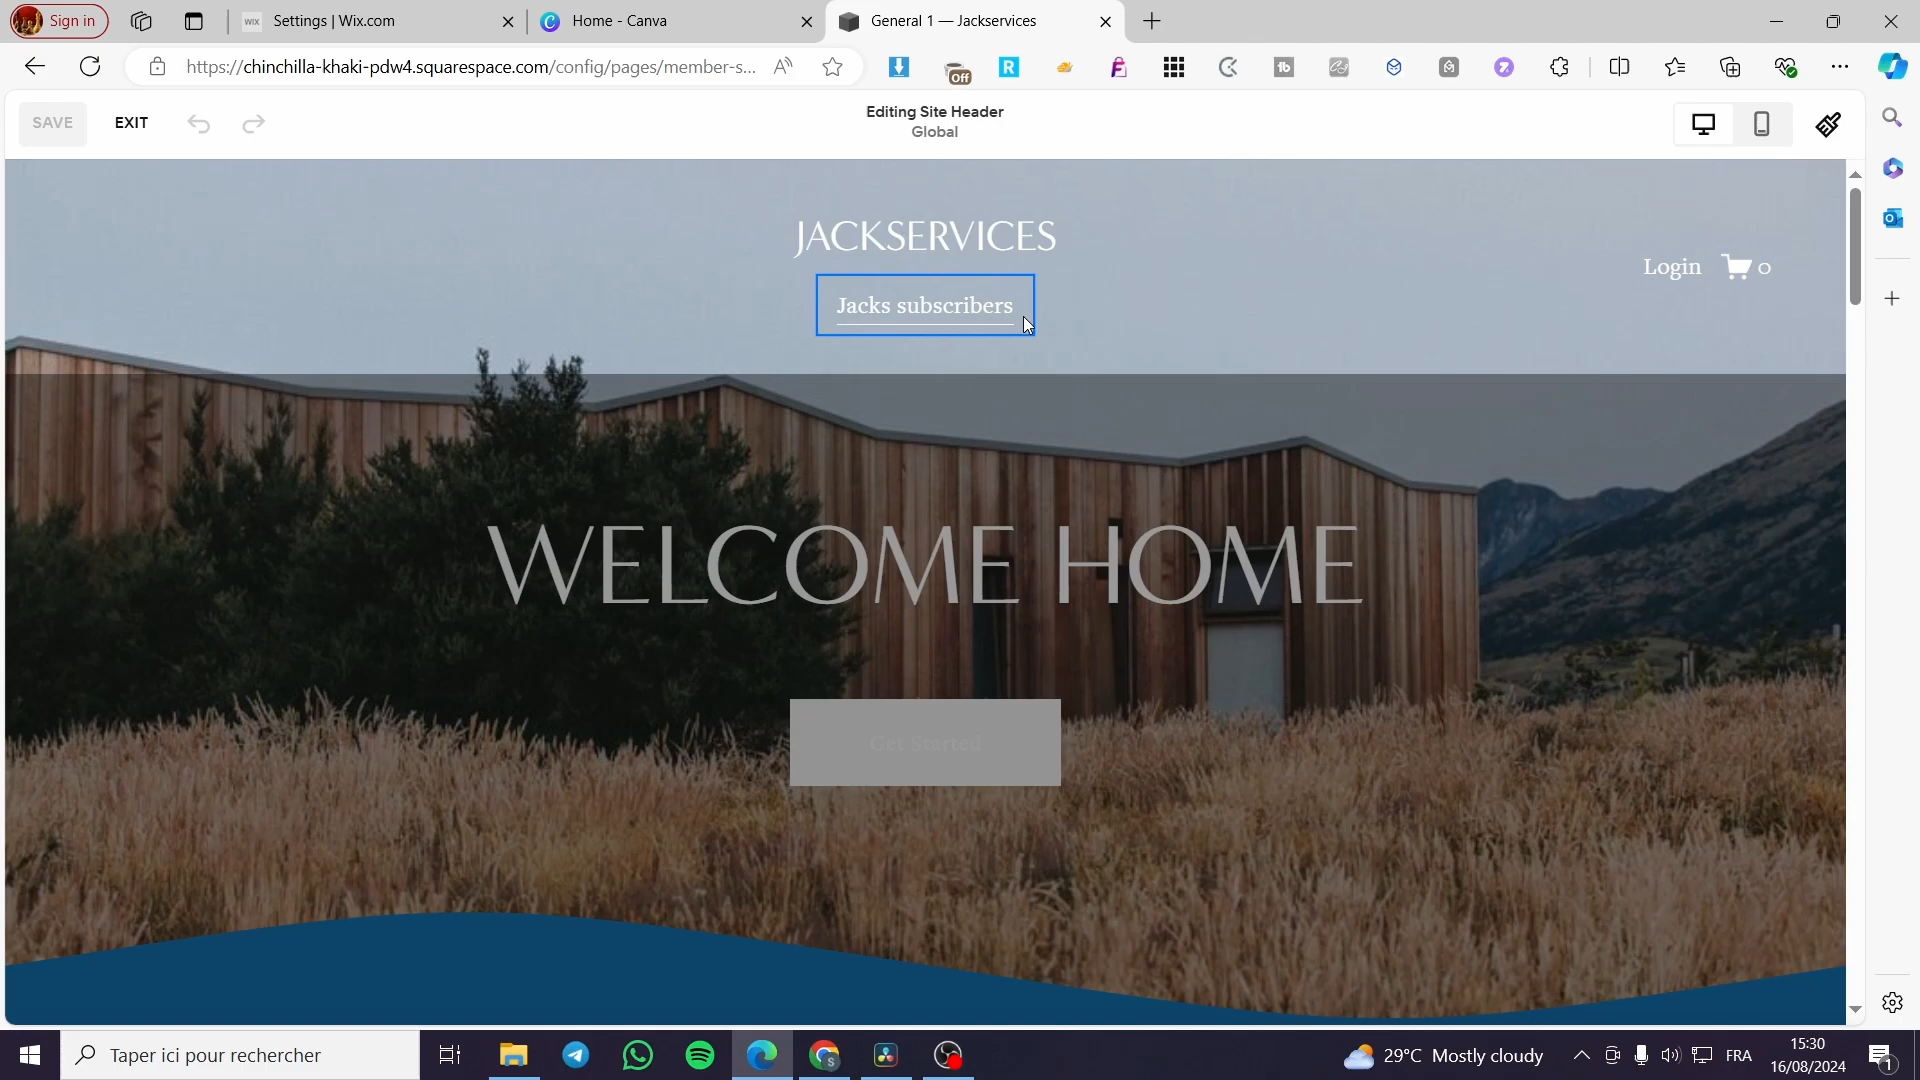 Sign in
Settings | Wix.com
Home - Canva
General 1 — Jackservices
https://chinchilla-khaki-pdw4.squarespace.com/config/pages/member-s...
Off
SAVE
EXIT
Editing Site Header
Global
JACKSERVICES
Jacks subscribers
Login
0
WELCOME HOME
Get Started
Taper ici pour rechercher
29°C Mostly cloudy
FRA
15:30
16/08/2024
1